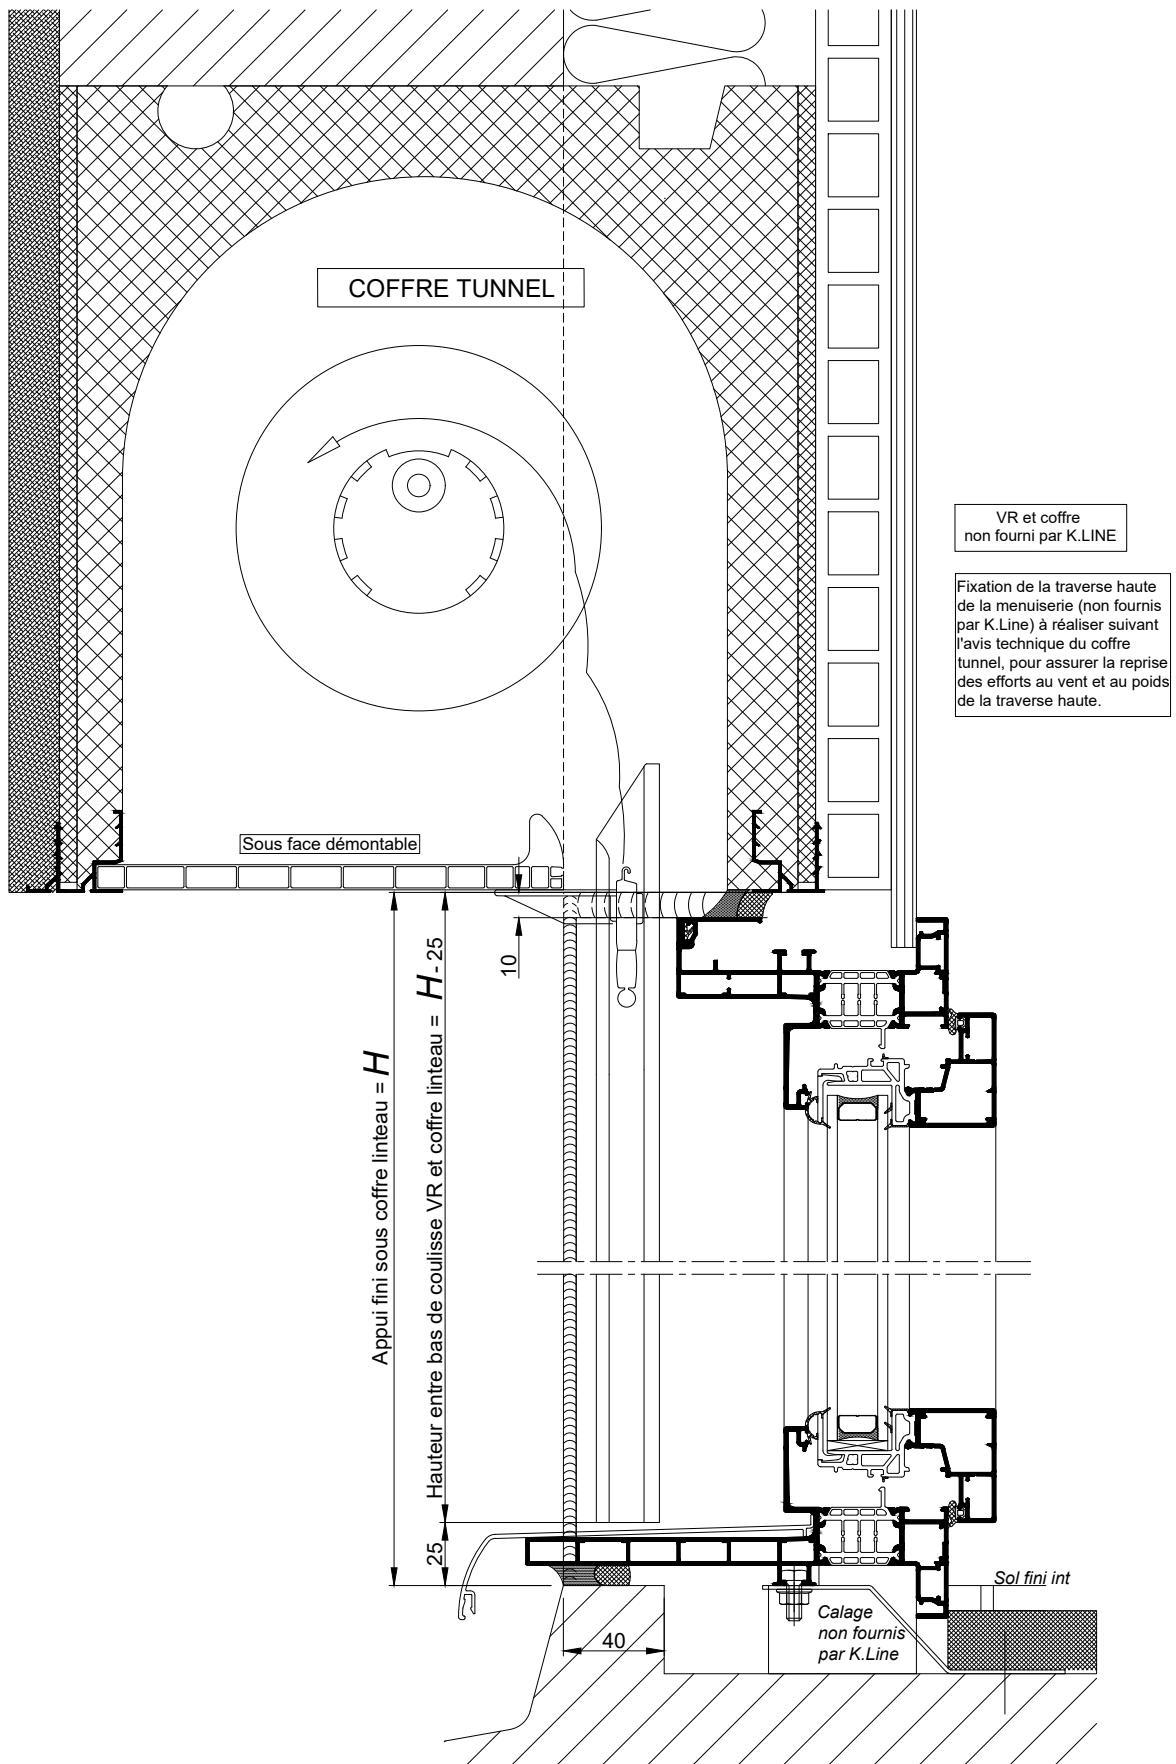 COFFRE TUNNEL
VR et coffre
non fourni par K.LINE
Fixation de la traverse haute
de la menuiserie (non fournis
par K.Line) à réaliser suivant
l'avis technique du coffre
tunnel, pour assurer la reprise
des efforts au vent et au poids
de la traverse haute.
Sous face démontable
10
Appui fini sous coffre linteau = H
Hauteur entre bas de coulisse VR et coffre linteau = H - 25
25
40
Sol fini int
Calage
non fournis
par K.Line